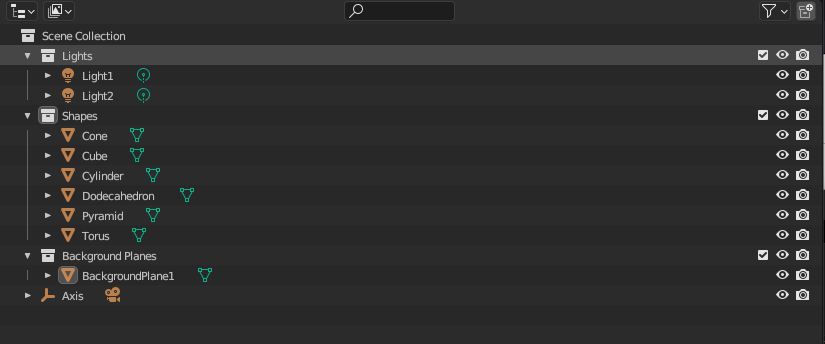 Scene Collection
Lights
Light1
Light2
Shapes
Cone
Cube
Cylinder
Dodecahedron
Pyramid
Torus
Background Planes
BackgroundPlane1
Axis